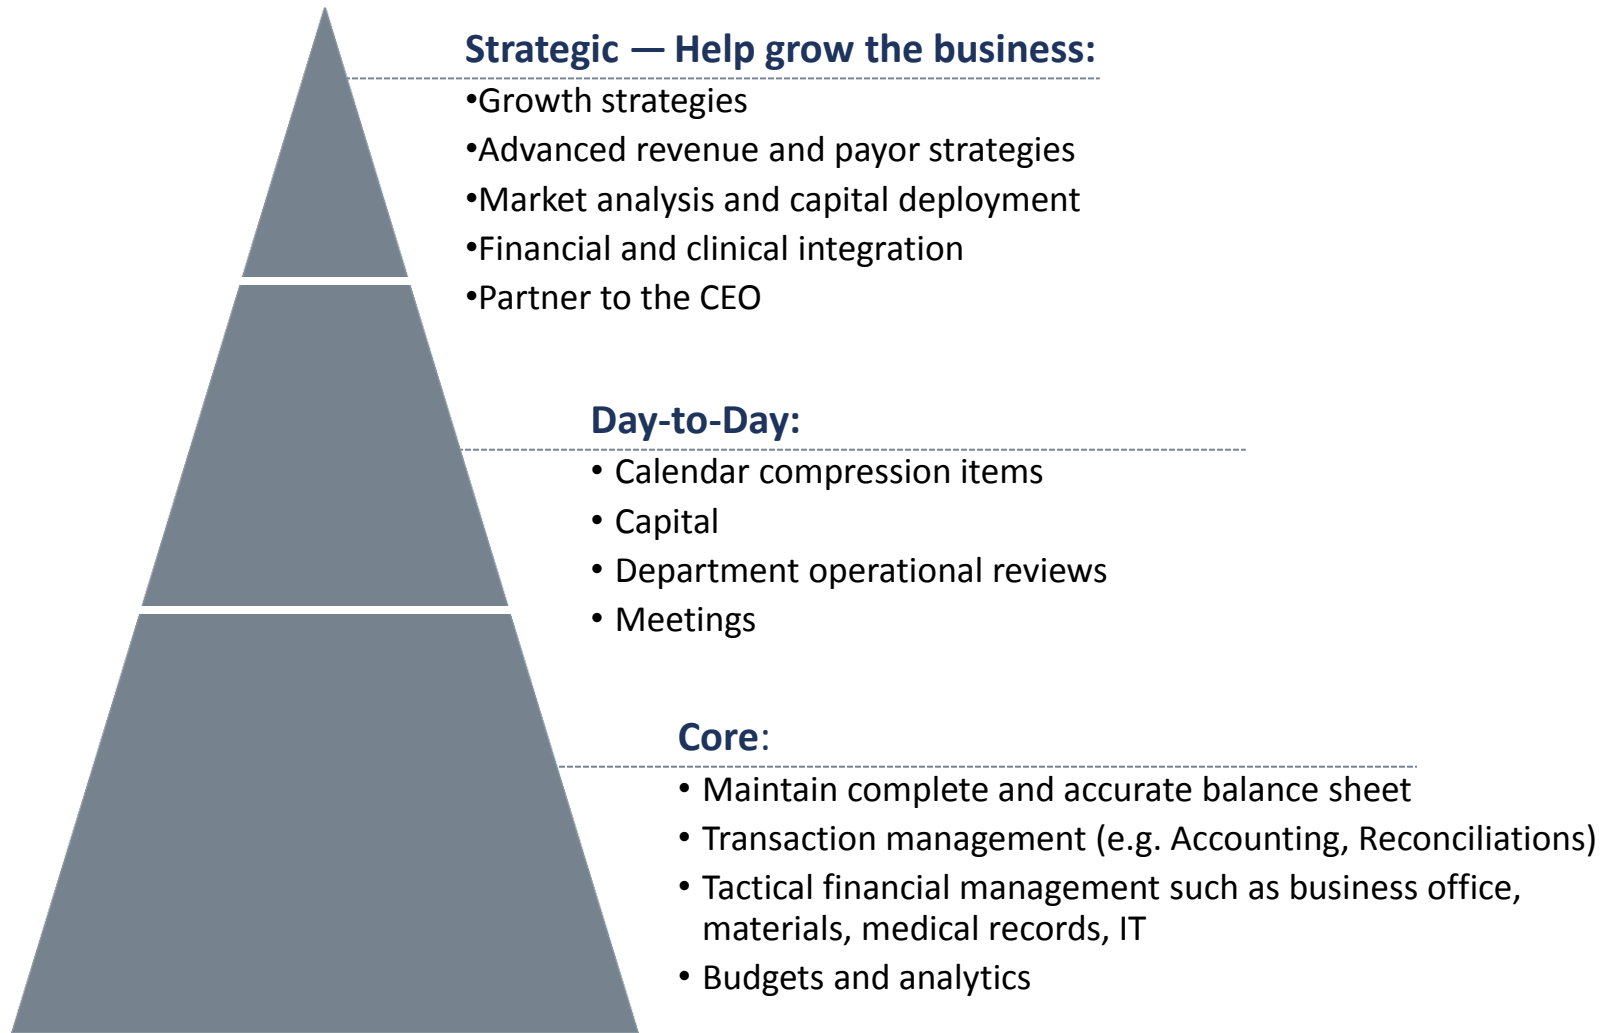 Strategic — Help grow the business:
•Growth strategies
•Advanced revenue and payor strategies
•Market analysis and capital deployment
•Financial and clinical integration
•Partner to the CEO
Day-to-Day:
• Calendar compression items
• Capital
• Department operational reviews
• Meetings
Core:
• Maintain complete and accurate balance sheet
• Transaction management (e.g. Accounting, Reconciliations)
• Tactical financial management such as business office,
materials, medical records, IT
• Budgets and analytics